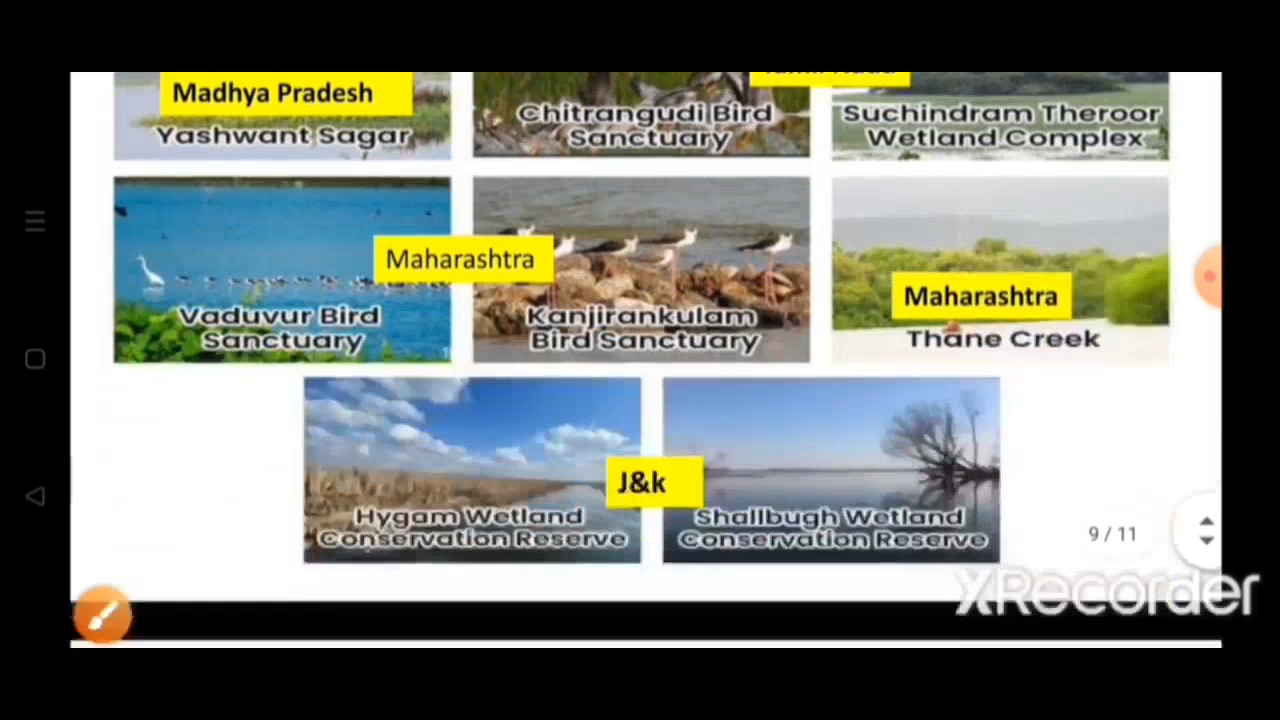 Madhya Pradesh
Yashwant Sagar
Chitrangudi Bird
Sanctuary
Suchindram Theroor
Wetland Complex
Maharashtra
Vaduvur Bird
Sanctuary
Kanjirankulam
Bird Sanctuary
Maharashtra
Thane Creek
J&k
Hygam Wetland
Conservation Reserve
Shallbugh Wetland
Conservation Reserve
9 / 11
XRecorder